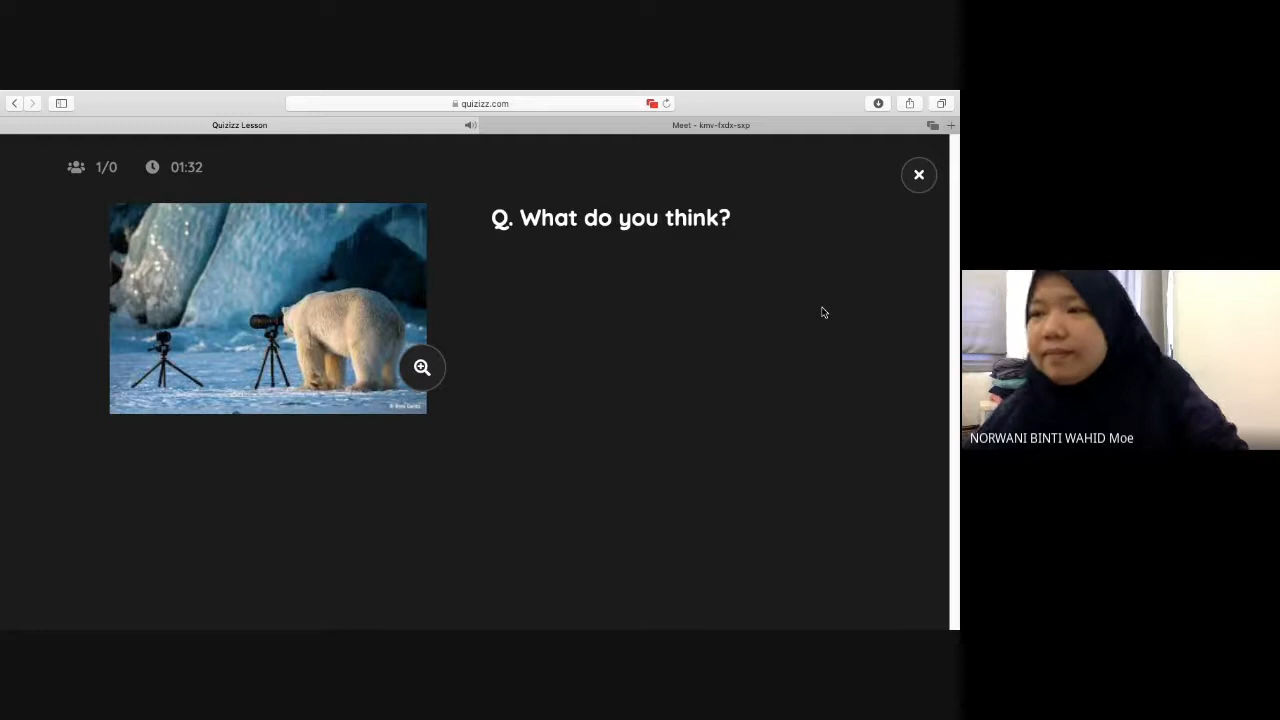 quizizz.com
Quizizz Lesson
Meet - kmv-fxdx-sxp
1/0
01:32
Q. What do you think?
NORWANI BINTI WAHID Moe